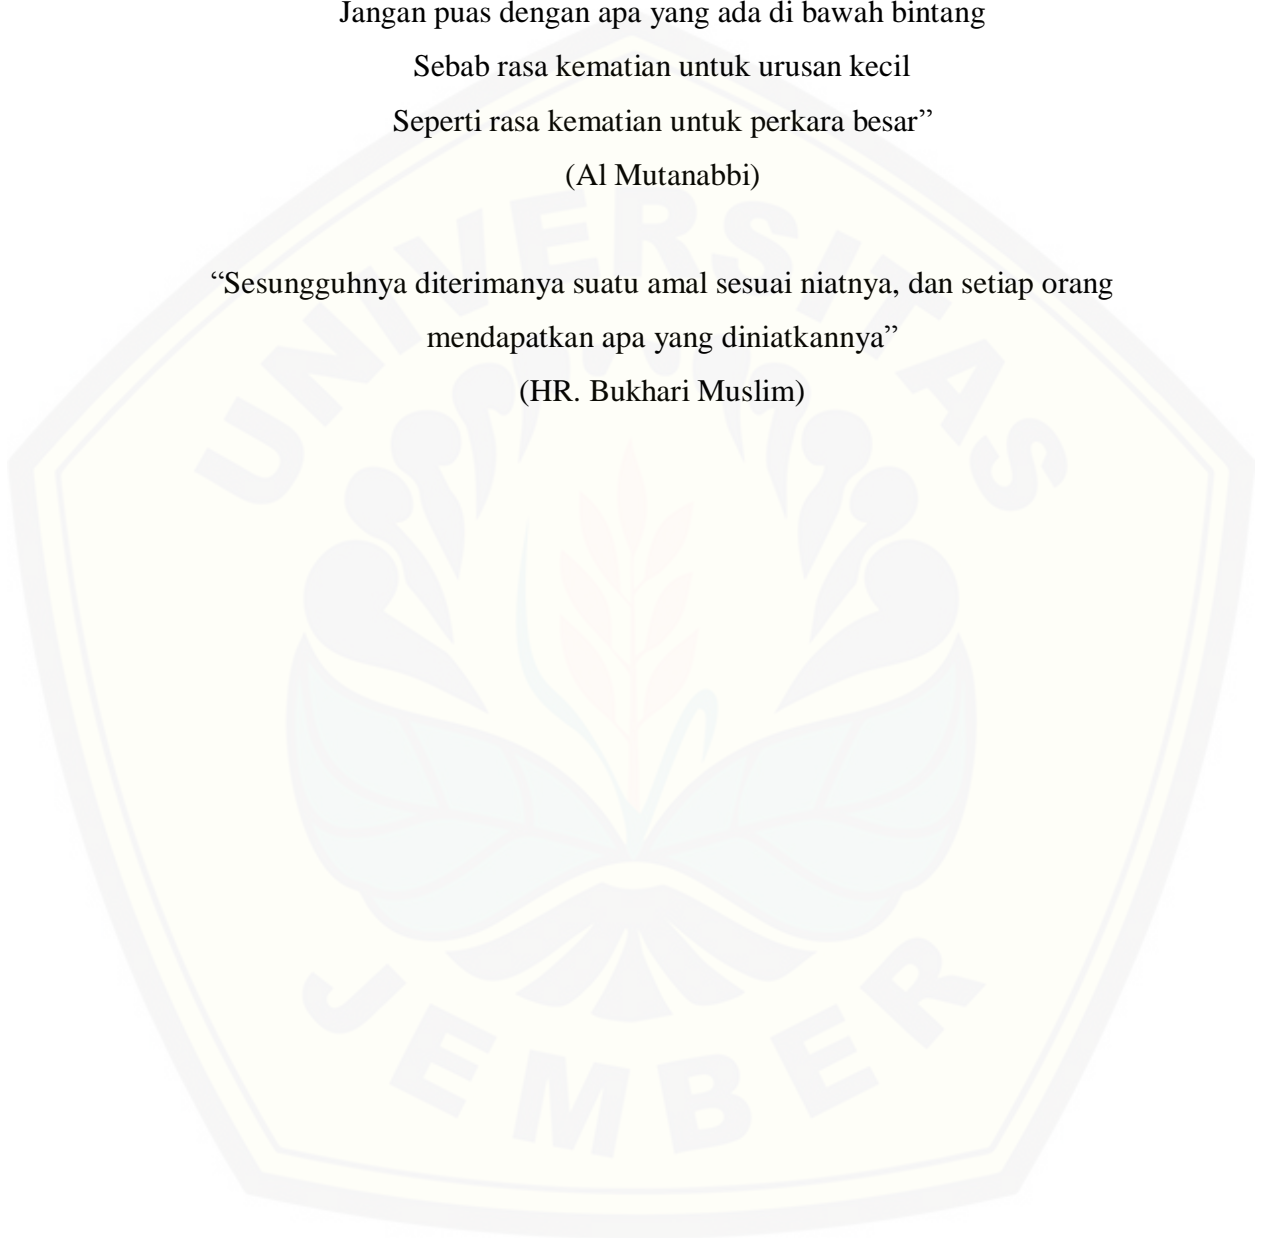 Jangan puas dengan apa yang ada di bawah bintang
Sebab rasa kematian untuk urusan kecil
Seperti rasa kematian untuk perkara besar”
(Al Mutanabbi)
“Sesungguhnya diterimanya suatu amal sesuai niatnya, dan setiap orang
mendapatkan apa yang diniatkannya”
(HR. Bukhari Muslim)
UNIVERSITAS
JEMBER